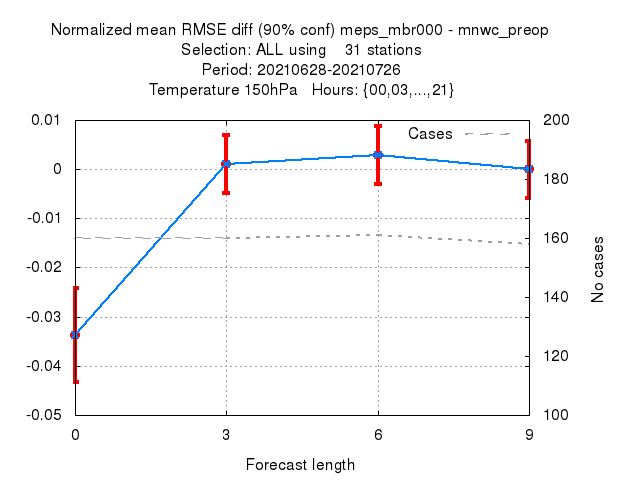 Normalized mean RMSE diff (90% conf) meps_mbr000 - mnwc_preop
Selection: ALL using 31 stations
Period: 20210628-20210726
Temperature 150hPa Hours: {00,03,...,21}
0.01
0
-0.01
-0.02
-0.03
-0.04
-0.05
Cases
200
180
160
140
120
100
No cases
0 3 6 9
Forecast length